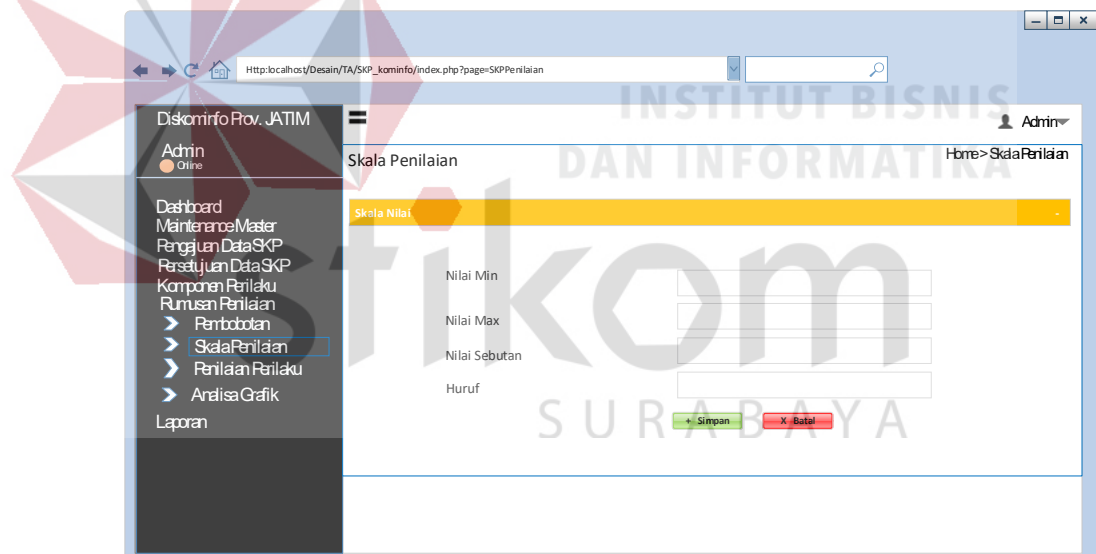 Http:localhost/Desain/TA/SKP_kominfo/index.php?page=SKPPenilaian
INSTITUT BISNIS
DAN INFORMATIKA
stikom
SURABAYA
Diskominfo Prov. JATIM
Admin
Admin
Online
Skala Penilaian
Home > Skala Penilaian
Dashboard
Maintenance Master
Pengajuan Data SKP
Persetujuan Data SKP
Komponen Perilaku
Rumusan Penilaian
Pembobotan
Skala Penilaian
Penilaian Perilaku
Analisa Grafik
Laporan
Skala Nilai
-
Nilai Min
Nilai Max
Nilai Sebutan
Huruf
+ Simpan
X Batal